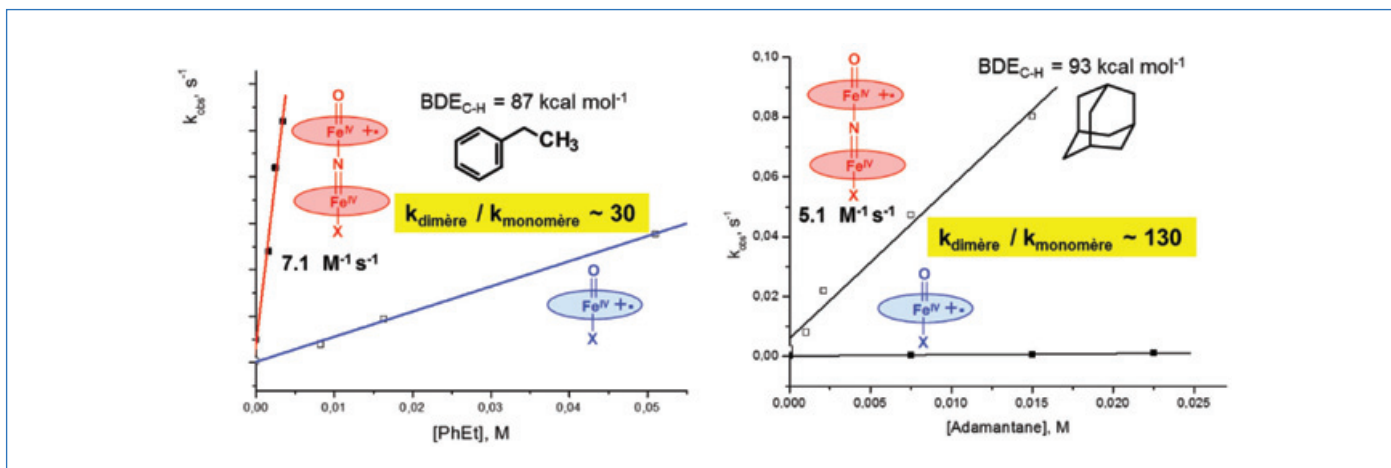 k_obs, s⁻¹
O
Fe^IV +•
N
Fe^IV
X
7.1 M⁻¹ s⁻¹
BDE_C-H = 87 kcal mol⁻¹
CH₃
k_dimère / k_monomère ~ 30
O
Fe^IV +•
X
0,00 0,01 0,02 0,03 0,04 0,05
[PhEt], M
k_obs, s⁻¹
0,10
0,08
0,06
0,04
0,02
0,00
O
Fe^IV +•
N
Fe^IV
X
5.1 M⁻¹ s⁻¹
BDE_C-H = 93 kcal mol⁻¹
k_dimère / k_monomère ~ 130
O
Fe^IV +•
X
0.000 0.005 0.010 0.015 0.020 0.025
[Adamantane], M